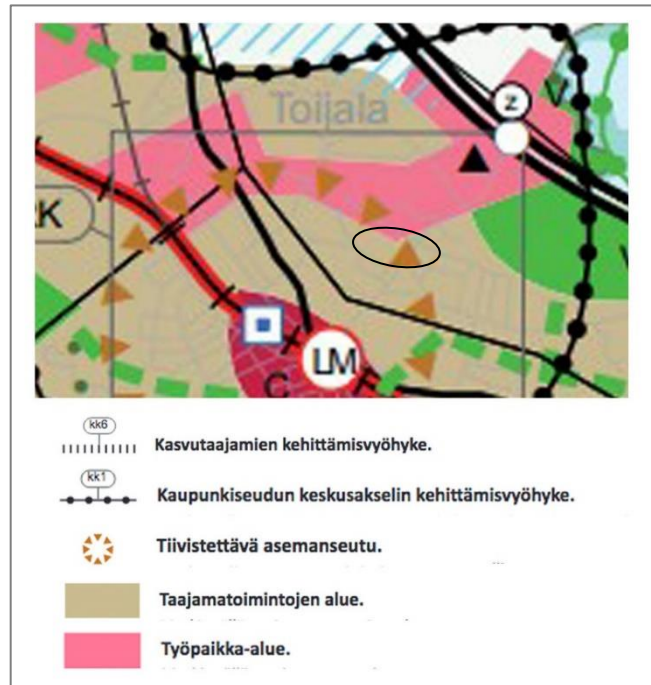 Toijala
z
V
K
LM
C
V
kk6
Kasvutaajamien kehittämisvyöhyke.
kk1
Kaupunkiseudun keskusakselin kehittämisvyöhyke.
Tiivistettävä asemanseutu.
Taajamatoimintojen alue.
Työpaikka-alue.